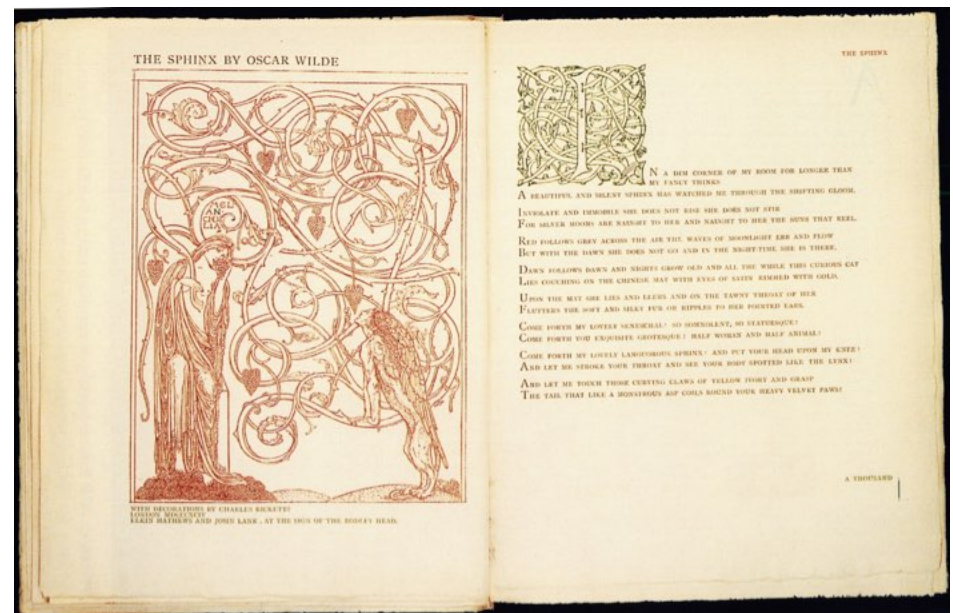 THE SPHINX BY OSCAR WILDE
MEL
AN
CHO
LIA
WITH DECORATIONS BY CHARLES RICKETTS
LONDON MDCCCXCIV
ELKIN MATHEWS AND JOHN LANE . AT THE SIGN OF THE BODLEY HEAD.
THE SPHINX
IN A DIM CORNER OF MY ROOM FOR LONGER THAN
MY FANCY THINKS
A BEAUTIFUL AND SILENT SPHINX HAS WATCHED ME THROUGH THE SHIFTING GLOOM.
INVIOLATE AND IMMOBILE SHE DOES NOT RISE SHE DOES NOT STIR
FOR SILVER MOONS ARE NAUGHT TO HER AND NAUGHT TO HER THE SUNS THAT REEL.
RED FOLLOWS GREY ACROSS THE AIR THE WAVES OF MOONLIGHT EBB AND FLOW
BUT WITH THE DAWN SHE DOES NOT GO AND IN THE NIGHT-TIME SHE IS THERE.
DAWN FOLLOWS DAWN AND NIGHTS GROW OLD AND ALL THE WHILE THIS CURIOUS CAT
LIES COUCHING ON THE CHINESE MAT WITH EYES OF SATIN RIMMED WITH GOLD.
UPON THE MAT SHE LIES AND LEERS AND ON THE TAWNY THROAT OF HER
FLUTTERS THE SOFT AND SILKY FUR OR RIPPLES TO HER POINTED EARS.
COME FORTH MY LOVELY SENESCHAL! SO SOMNOLENT, SO STATUESQUE!
COME FORTH YOU EXQUISITE GROTESQUE! HALF WOMAN AND HALF ANIMAL!
COME FORTH MY LOVELY LANGUOROUS SPHINX! AND PUT YOUR HEAD UPON MY KNEE!
AND LET ME STROKE YOUR THROAT AND SEE YOUR BODY SPOTTED LIKE THE LYNX!
AND LET ME TOUCH THOSE CURVING CLAWS OF YELLOW IVORY AND GRASP
THE TAIL THAT LIKE A MONSTROUS ASP COILS ROUND YOUR HEAVY VELVET PAWS!
A THOUSAND